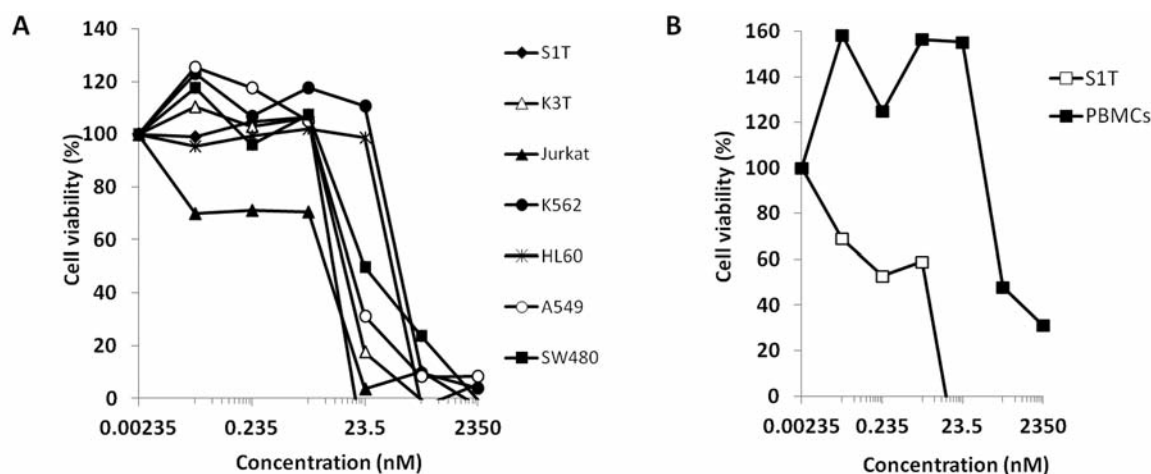 A
140
120
100
80
60
40
20
0
Cell viability (%)
0.00235
0.235
23.5
2350
Concentration (nM)
S1T
K3T
Jurkat
K562
HL60
A549
SW480
B
160
140
120
100
80
60
40
20
0
Cell viability (%)
0.00235
0.235
23.5
2350
Concentration (nM)
S1T
PBMCs